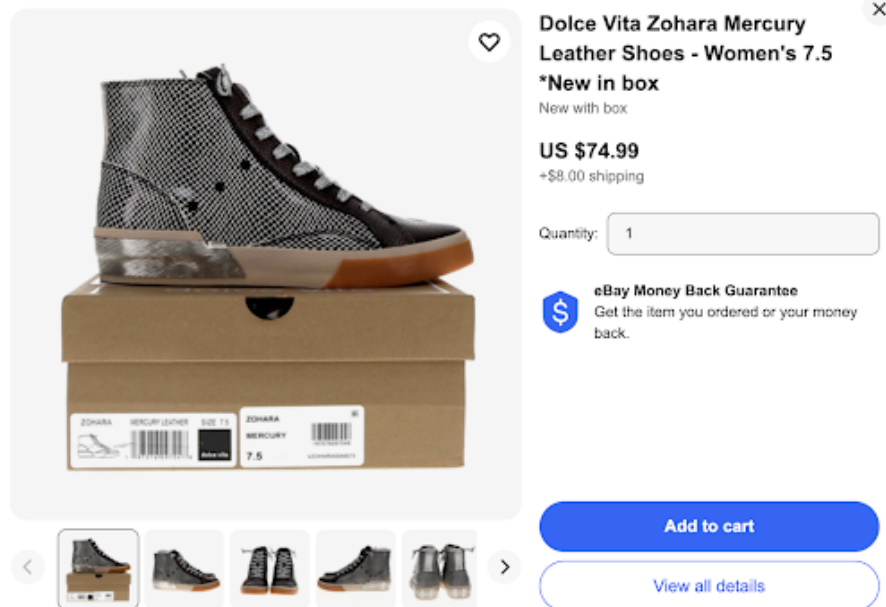 Dolce Vita Zohara Mercury
Leather Shoes - Women's 7.5
*New in box
New with box
US $74.99
+$8.00 shipping
Quantity: 1
eBay Money Back Guarantee
Get the item you ordered or your money
back.
ZOHARA MERCURY LEATHER SIZE 7.5
dolce vita
ZOHARA
MERCURY
7.5
Add to cart
View all details